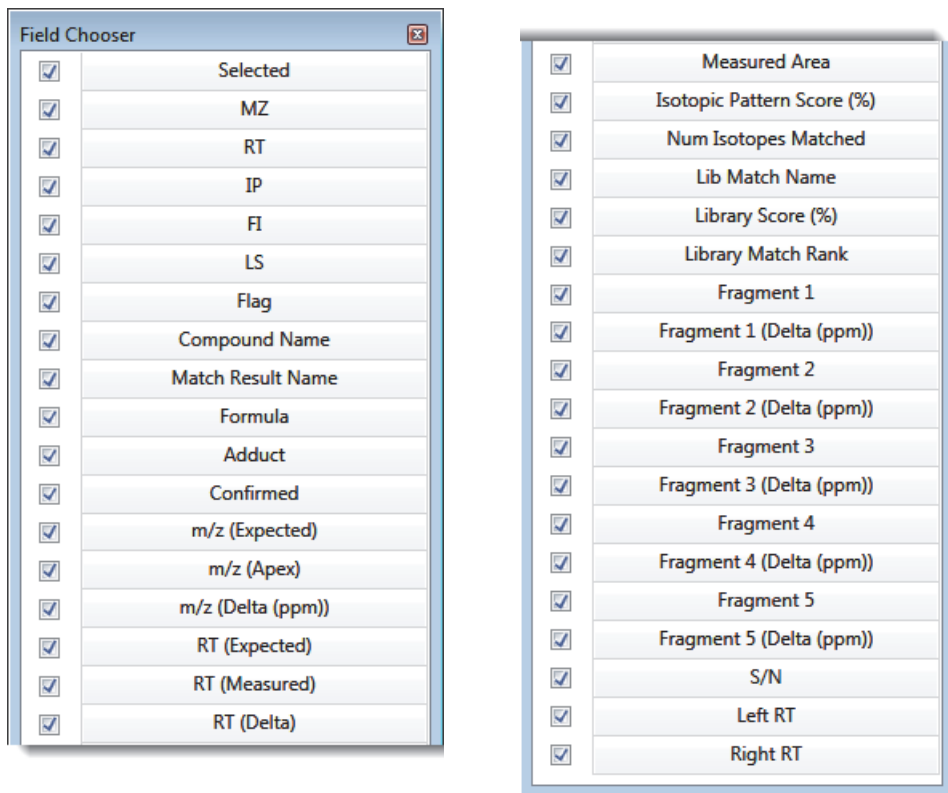 Field Chooser
Selected
MZ
RT
IP
FI
LS
Flag
Compound Name
Match Result Name
Formula
Adduct
Confirmed
m/z (Expected)
m/z (Apex)
m/z (Delta (ppm))
RT (Expected)
RT (Measured)
RT (Delta)
Measured Area
Isotopic Pattern Score (%)
Num Isotopes Matched
Lib Match Name
Library Score (%)
Library Match Rank
Fragment 1
Fragment 1 (Delta (ppm))
Fragment 2
Fragment 2 (Delta (ppm))
Fragment 3
Fragment 3 (Delta (ppm))
Fragment 4
Fragment 4 (Delta (ppm))
Fragment 5
Fragment 5 (Delta (ppm))
S/N
Left RT
Right RT